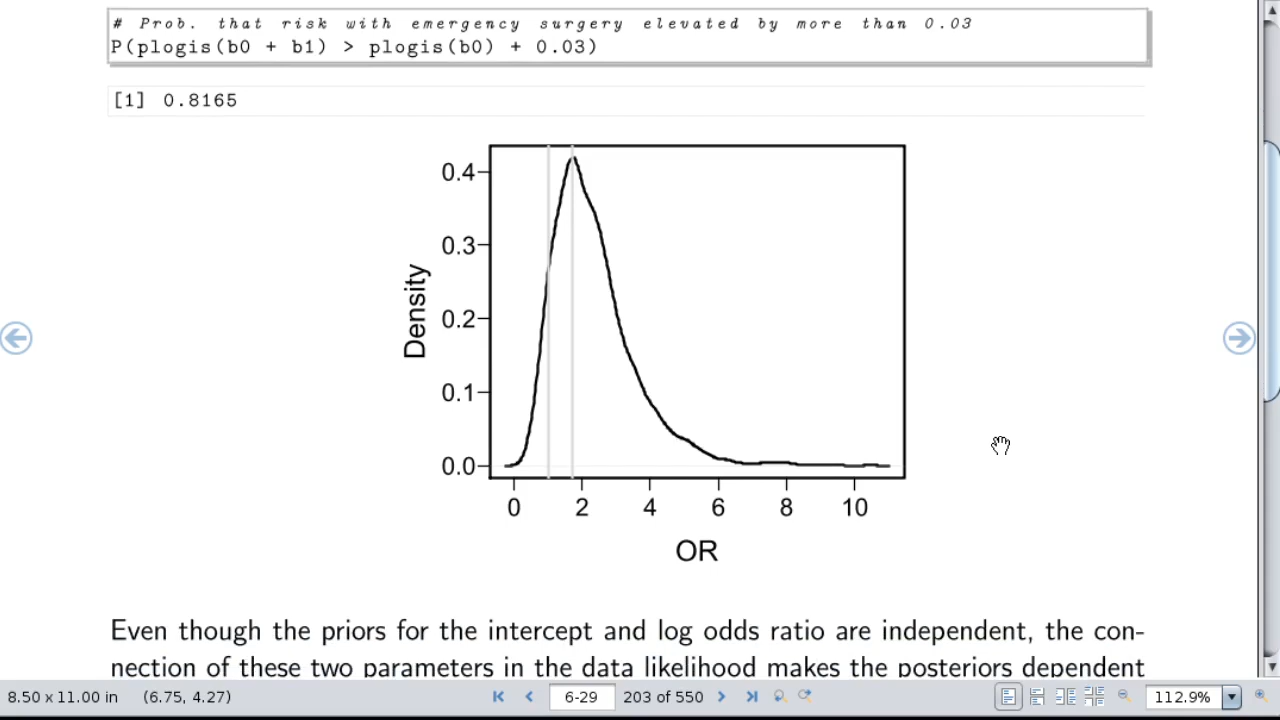 # Prob. that risk with emergency surgery elevated by more than 0.03
P(plogis(b0 + b1) > plogis(b0) + 0.03)
[1] 0.8165
0.4
0.3
0.2
0.1
0.0
Density
0 2 4 6 8 10
OR
Even though the priors for the intercept and log odds ratio are independent, the con-
nection of these two parameters in the data likelihood makes the posteriors dependent
8.50 x 11.00 in (6.75, 4.27) 6-29 203 of 550 112.9%